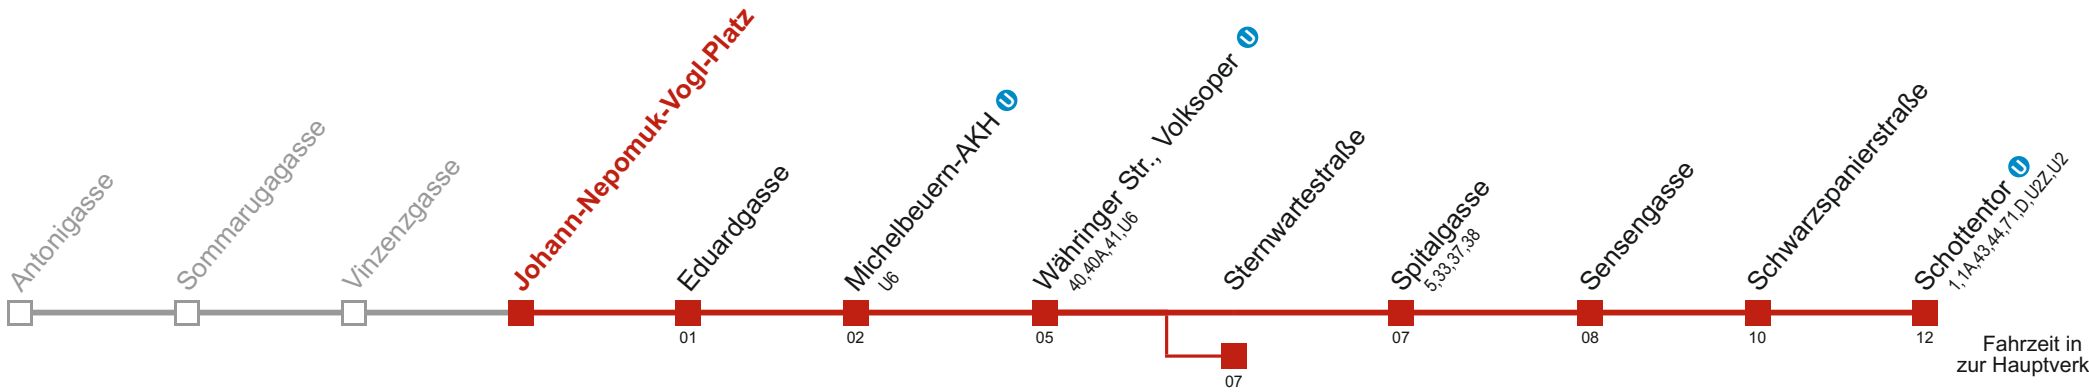 Antonigasse
Sommarugagasse
Vinzenzgasse
Johann-Nepomuk-Vogl-Platz
Eduardgasse
01
Michelbeuern-AKH U
U6
02
Währinger Str., Volksoper U
40,40A,41,U6
05
Sternwartestraße
07
Spitalgasse
5,33,37,38
07
Sensengasse
08
Schwarzspanierstraße
10
Schottentor U
1,1A,43,44,71,D,U2Z,U2
12
Fahrzeit in
zur Hauptverk